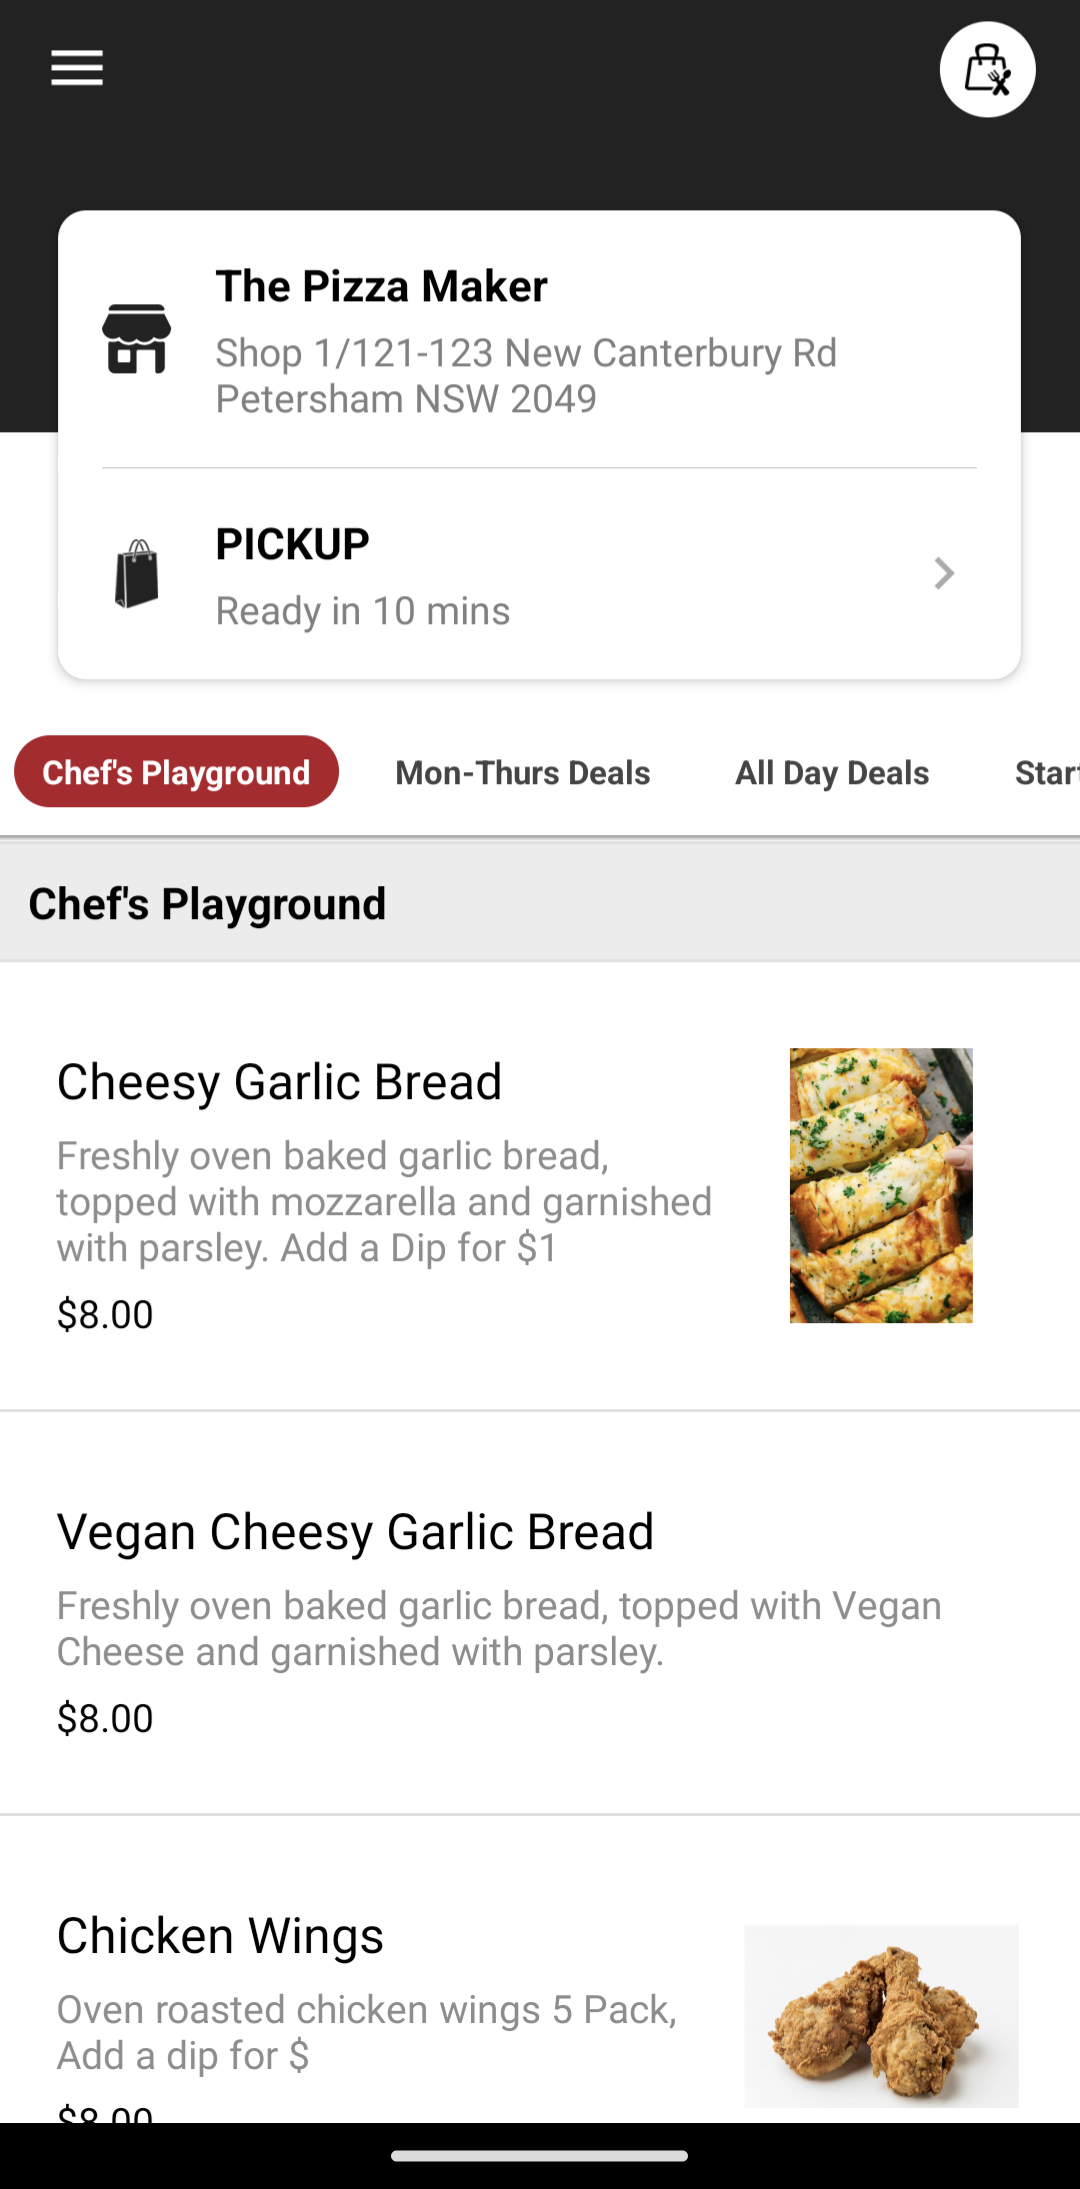 The Pizza Maker
Shop 1/121-123 New Canterbury Rd
Petersham NSW 2049
PICKUP
Ready in 10 mins
Chef's Playground
Mon-Thurs Deals
All Day Deals
Chef's Playground
Cheesy Garlic Bread
Freshly oven baked garlic bread,
topped with mozzarella and garnished
with parsley. Add a Dip for $1
$8.00
Vegan Cheesy Garlic Bread
Freshly oven baked garlic bread, topped with Vegan
Cheese and garnished with parsley.
$8.00
Chicken Wings
Oven roasted chicken wings 5 Pack,
Add a dip for $
$8.00